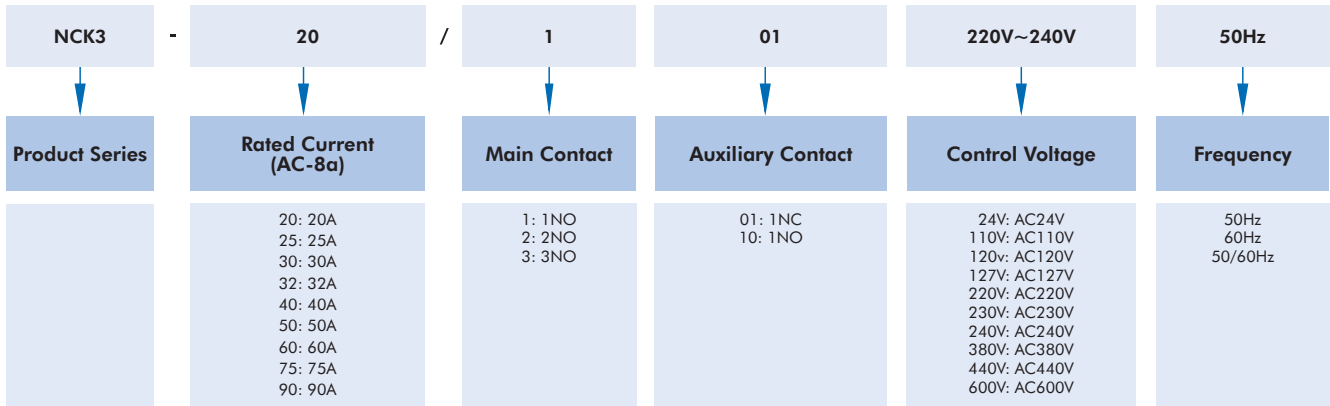 NCK3 - 20 / 1 01 220V~240V 50Hz
Product Series
Rated Current
(AC-8a)
Main Contact
Auxiliary Contact
Control Voltage
Frequency
20: 20A
25: 25A
30: 30A
32: 32A
40: 40A
50: 50A
60: 60A
75: 75A
90: 90A
1: 1NO
2: 2NO
3: 3NO
01: 1NC
10: 1NO
24V: AC24V
110V: AC110V
120v: AC120V
127V: AC127V
220V: AC220V
230V: AC230V
240V: AC240V
380V: AC380V
440V: AC440V
600V: AC600V
50Hz
60Hz
50/60Hz